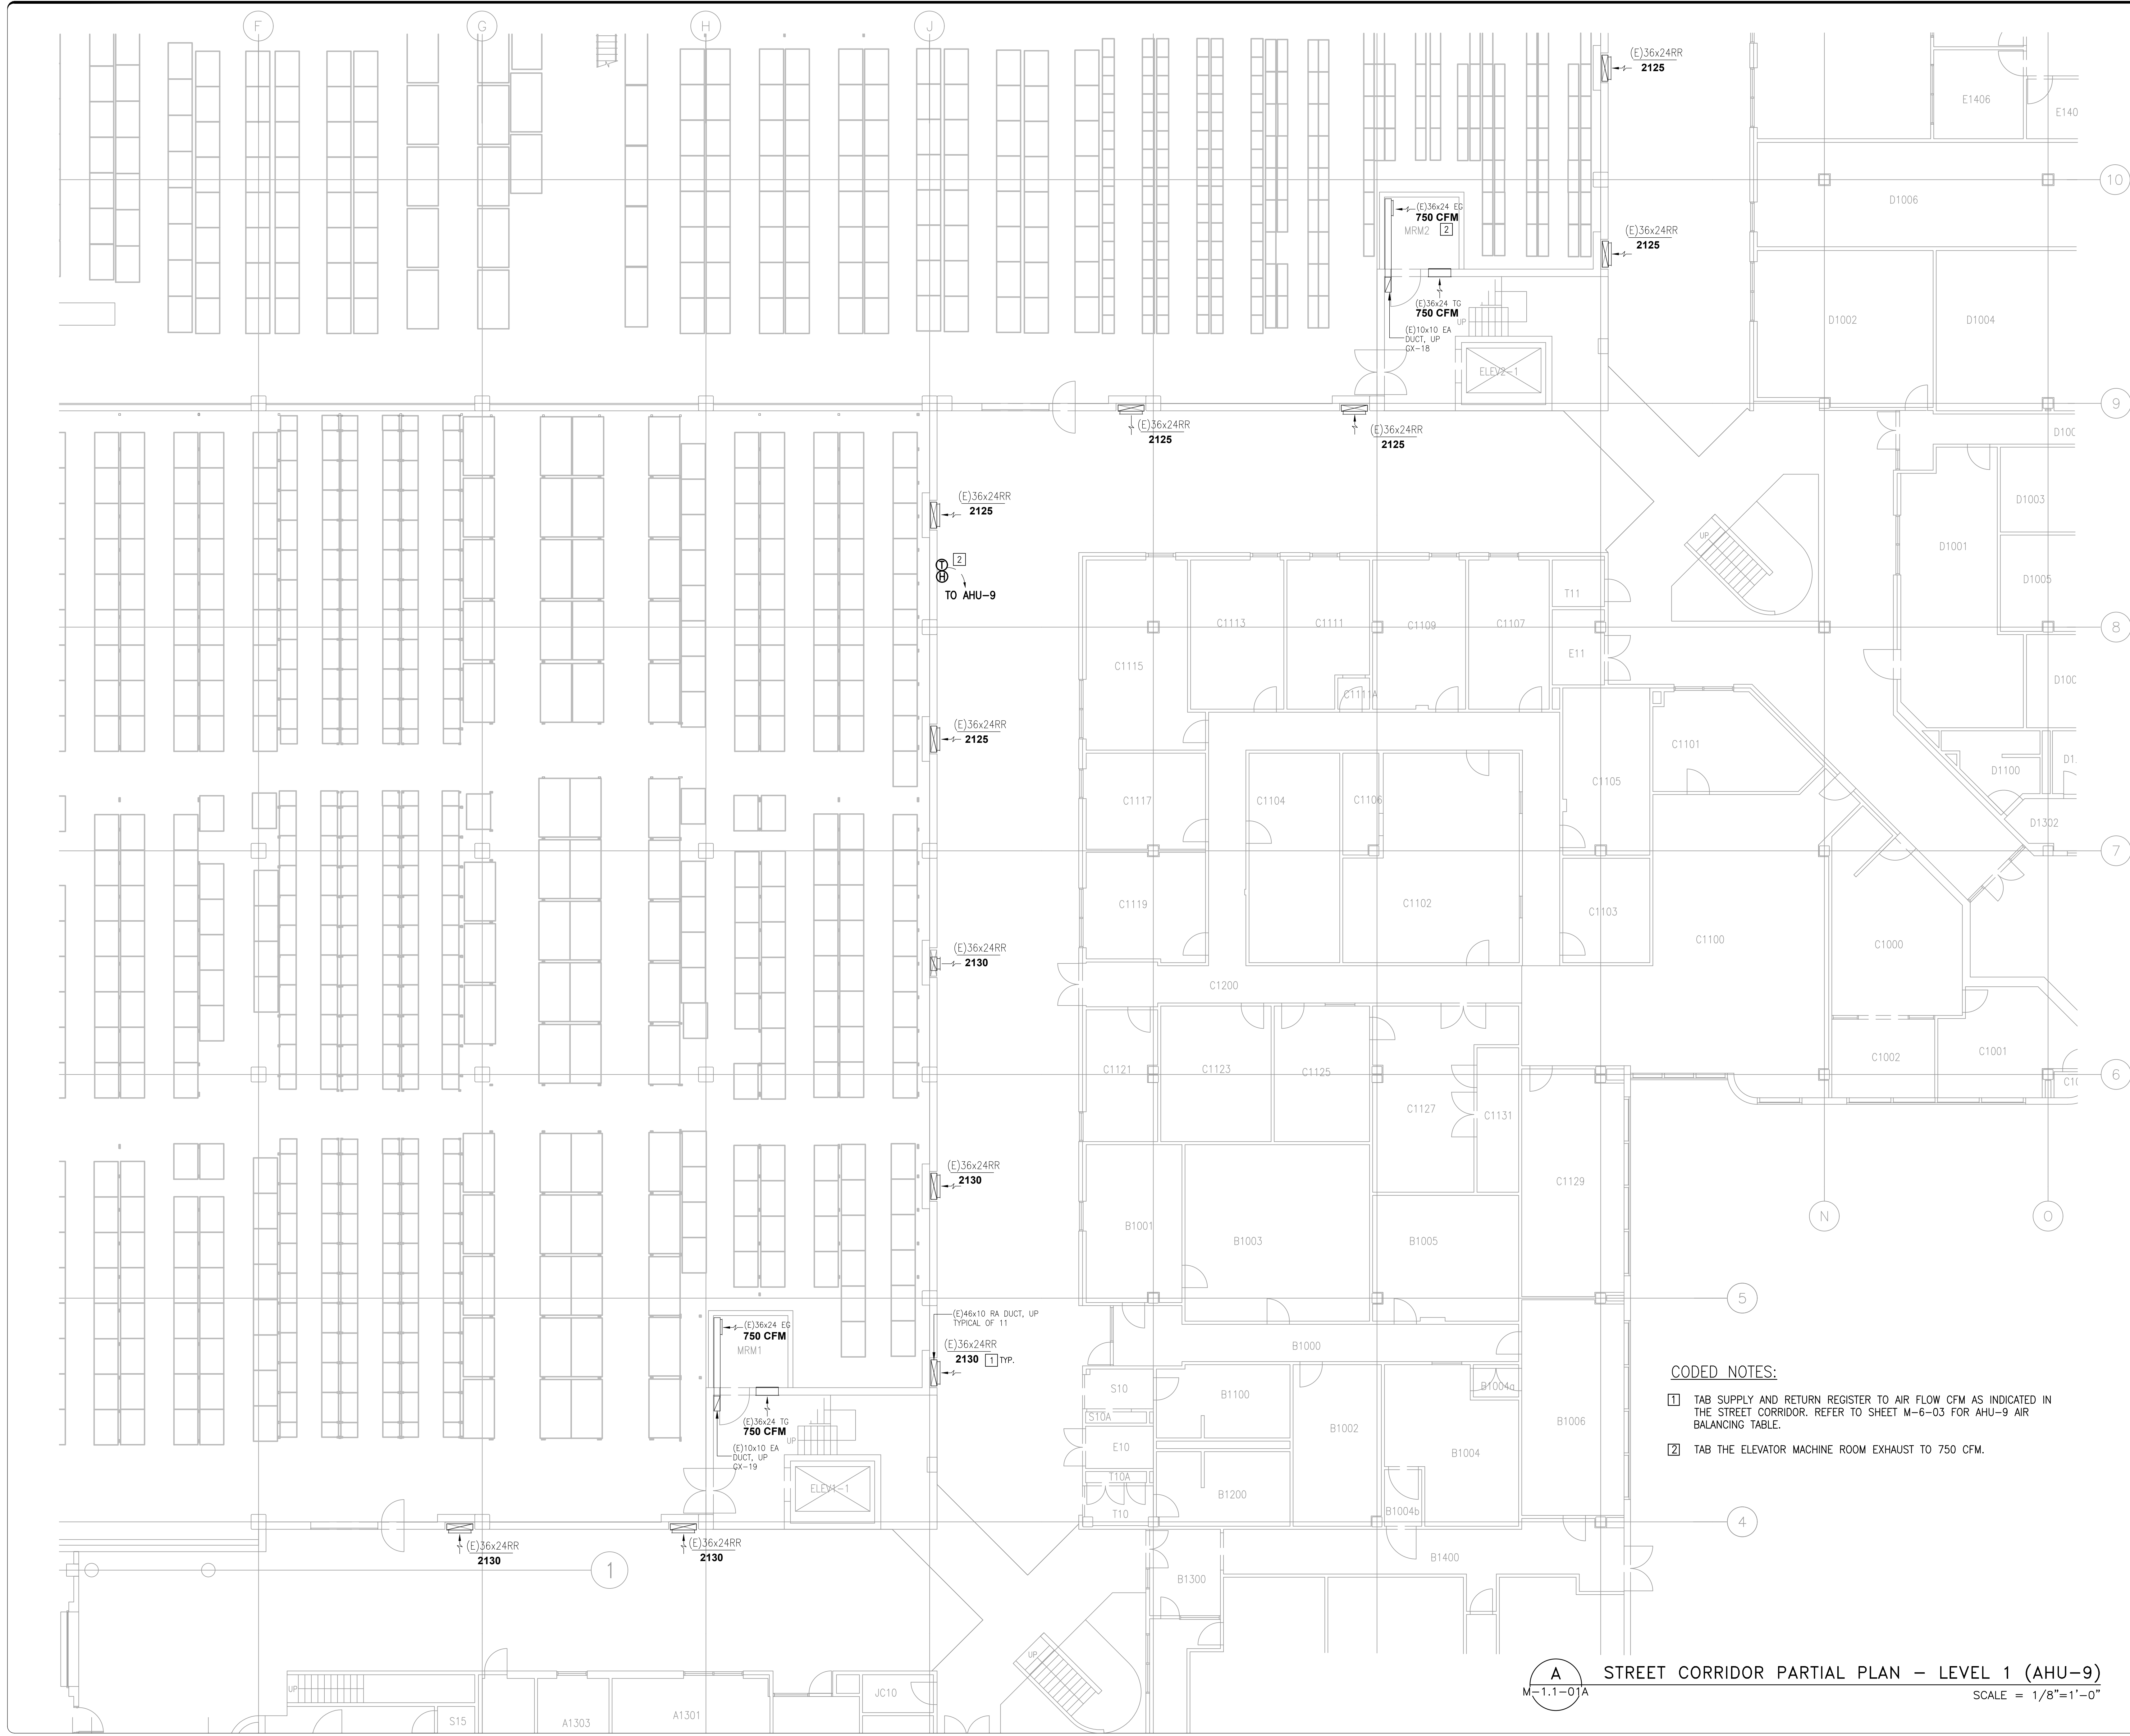 F
G
H
J
(E)36x24RR
2125
E1406
E140
10
D1006
(E)36x24 EG
750 CFM
MRM2
2
(E)36x24RR
2125
(E)36x24 TG
750 CFM
UP
(E)10x10 EA
DUCT, UP
GX-18
D1002
D1004
ELEV2-1
9
(E)36x24RR
2125
(E)36x24RR
2125
D100
(E)36x24RR
2125
D1003
UP
D1001
T
2
H
TO AHU-9
D1005
T11
C1113
C1111
C1109
C1107
8
E11
C1115
D100
C1111A
(E)36x24RR
2125
C1101
D1100
D1.
C1105
C1117
C1104
C1106
D1302
7
C1119
C1102
C1103
C1100
C1000
(E)36x24RR
2130
C1200
C1002
C1001
C1121
C1123
C1125
6
C10
C1127
C1131
(E)36x24RR
2130
C1129
N
O
B1001
B1003
B1005
5
(E)46x10 RA DUCT, UP
TYPICAL OF 11
(E)36x24 EG
750 CFM
MRM1
(E)36x24RR
2130
1
TYP.
B1000
CODED NOTES:
1 TAB SUPPLY AND RETURN REGISTER TO AIR FLOW CFM AS INDICATED IN
THE STREET CORRIDOR. REFER TO SHEET M-6-03 FOR AHU-9 AIR
BALANCING TABLE.
2 TAB THE ELEVATOR MACHINE ROOM EXHAUST TO 750 CFM.
S10
B1100
B1004a
S10A
(E)36x24 TG
750 CFM
UP
(E)10x10 EA
DUCT, UP
GX-19
B1002
B1006
E10
B1004
T10A
ELEV1-1
B1200
T10
B1004b
4
(E)36x24RR
2130
(E)36x24RR
2130
B1400
1
B1300
UP
UP
JC10
S15
A1303
A1301
A
M-1.1-01A
STREET CORRIDOR PARTIAL PLAN - LEVEL 1 (AHU-9)
SCALE = 1/8"=1'-0"